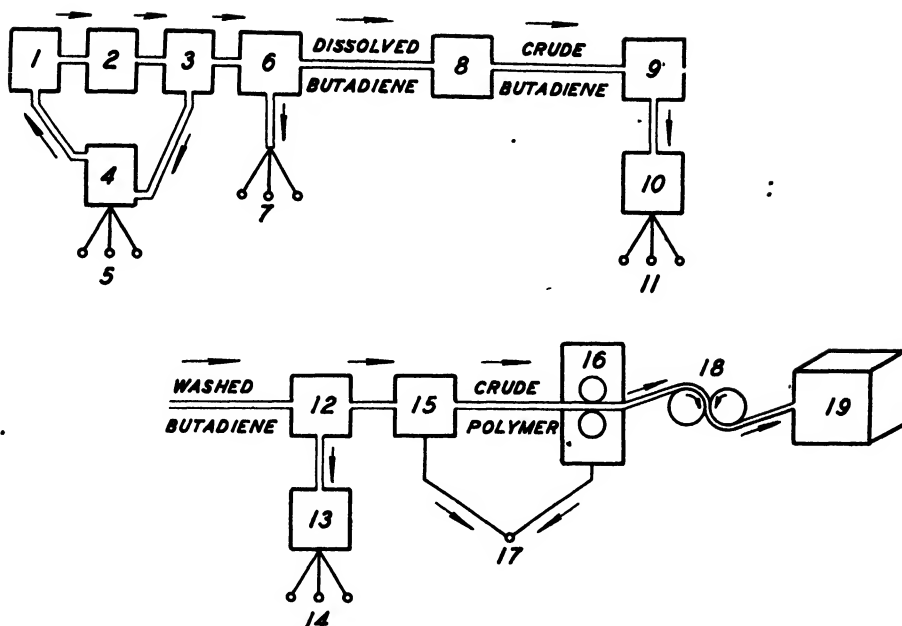 1
2
3
6
DISSOLVED
BUTADIENE
8
CRUDE
BUTADIENE
9
4
5
7
10
11
WASHED
BUTADIENE
12
15
CRUDE
POLYMER
16
18
19
13
17
14